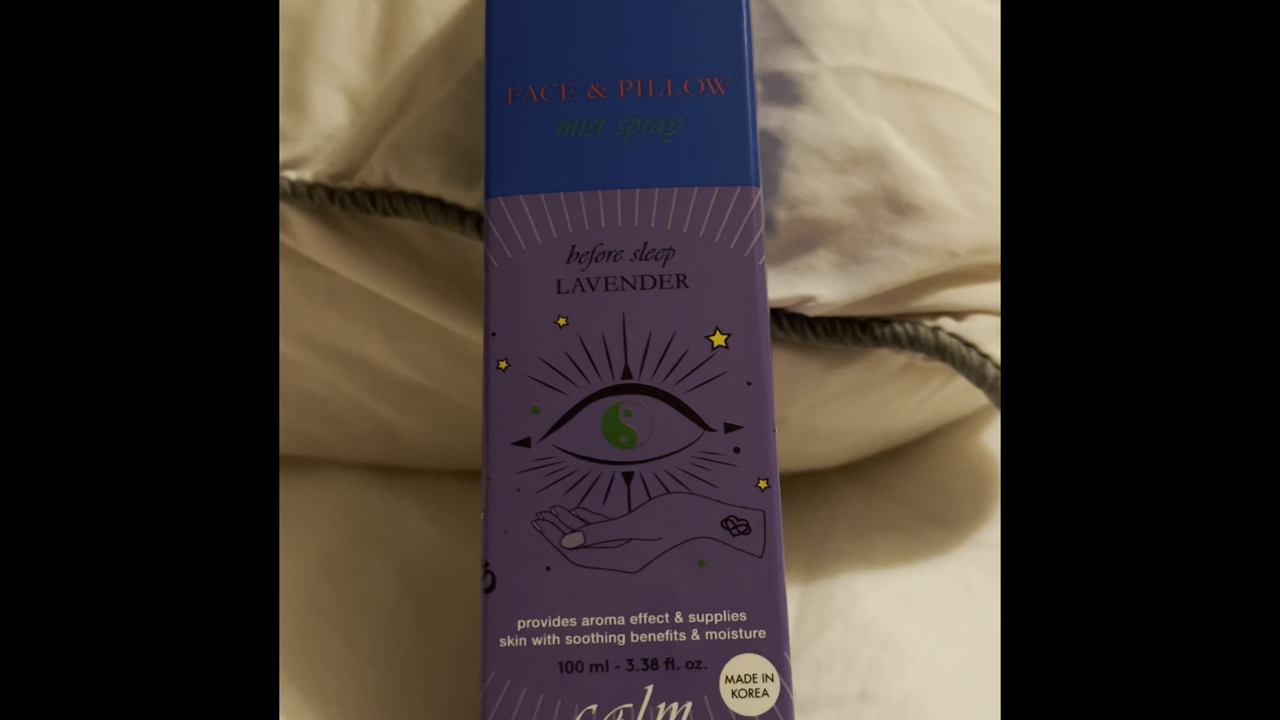 FACE & PILLOW
mist spray
before sleep
LAVENDER
provides aroma effect & supplies
skin with soothing benefits & moisture
100 ml - 3.38 fl. oz.
MADE IN
KOREA
calm